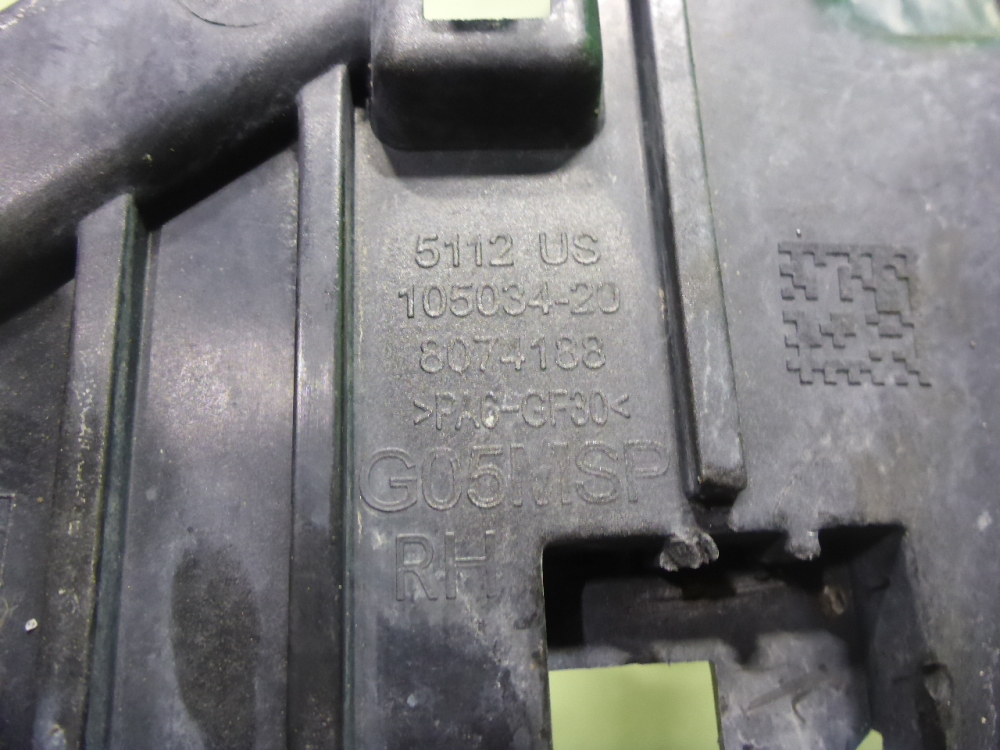 5112 US
105034-20
8074188
>PA6-GF30<
G05MSP
RH